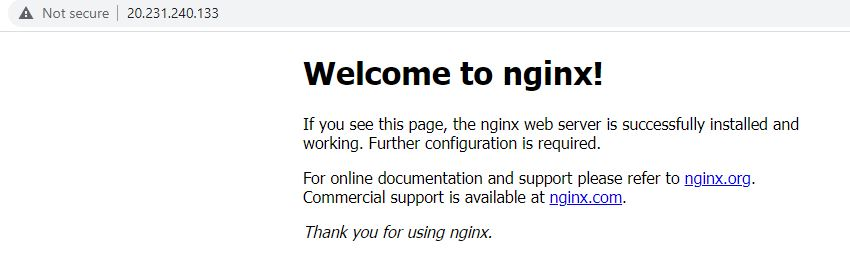 Not secure 20.231.240.133
Welcome to nginx!
If you see this page, the nginx web server is successfully installed and
working. Further configuration is required.
For online documentation and support please refer to nginx.org.
Commercial support is available at nginx.com.
Thank you for using nginx.